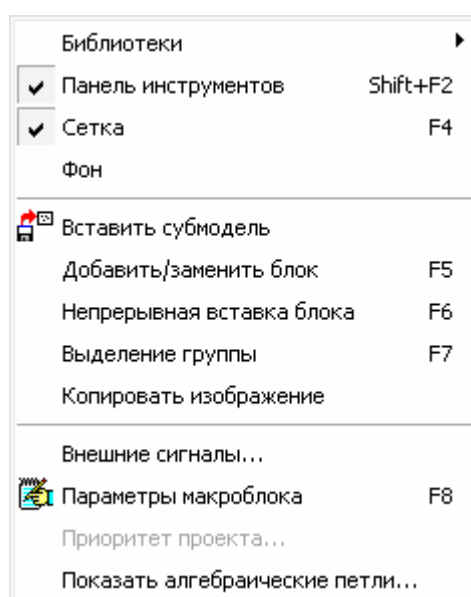 Библиотеки
Панель инструментов Shift+F2
Сетка F4
Фон
Вставить субмодель
Добавить/заменить блок F5
Непрерывная вставка блока F6
Выделение группы F7
Копировать изображение
Внешние сигналы...
Параметры макроблока F8
Приоритет проекта...
Показать алгебраические петли...